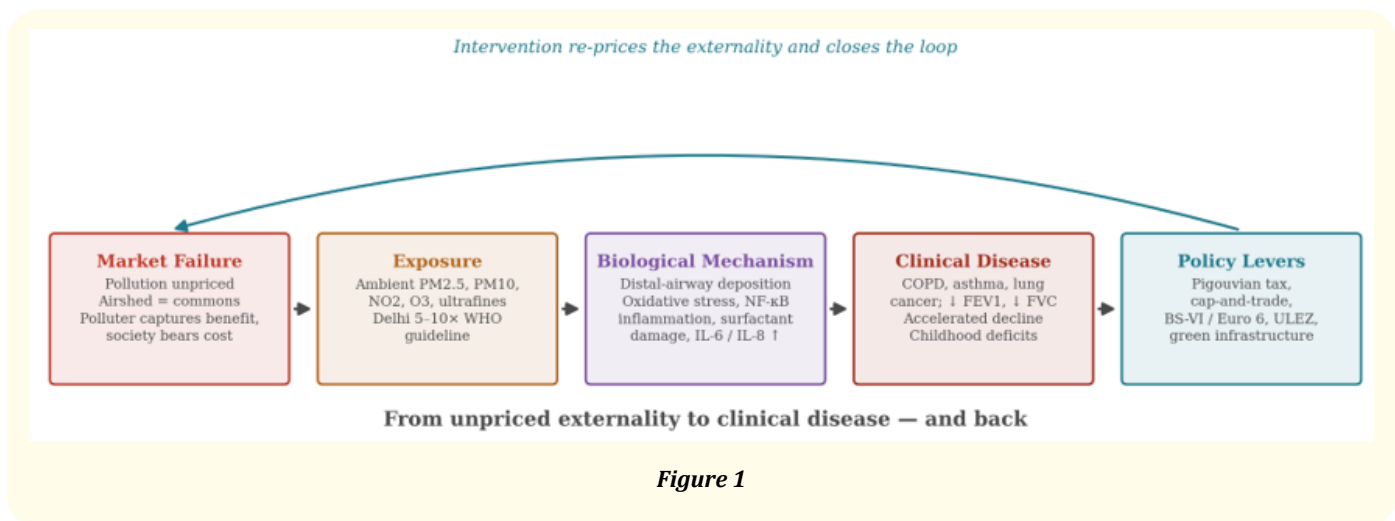 Intervention re-prices the externality and closes the loop
Market Failure
Pollution unpriced
Airshed = commons
Polluter captures benefit,
society bears cost
Exposure
Ambient PM2.5, PM10,
NO2, O3, ultrafines
Delhi 5–10× WHO
guideline
Biological Mechanism
Distal-airway deposition
Oxidative stress, NF-κB
inflammation, surfactant
damage, IL-6 / IL-8 ↑
Clinical Disease
COPD, asthma, lung
cancer; ↓ FEV1, ↓ FVC
Accelerated decline
Childhood deficits
Policy Levers
Pigouvian tax,
cap-and-trade,
BS-VI / Euro 6, ULEZ,
green infrastructure
From unpriced externality to clinical disease — and back
Figure 1